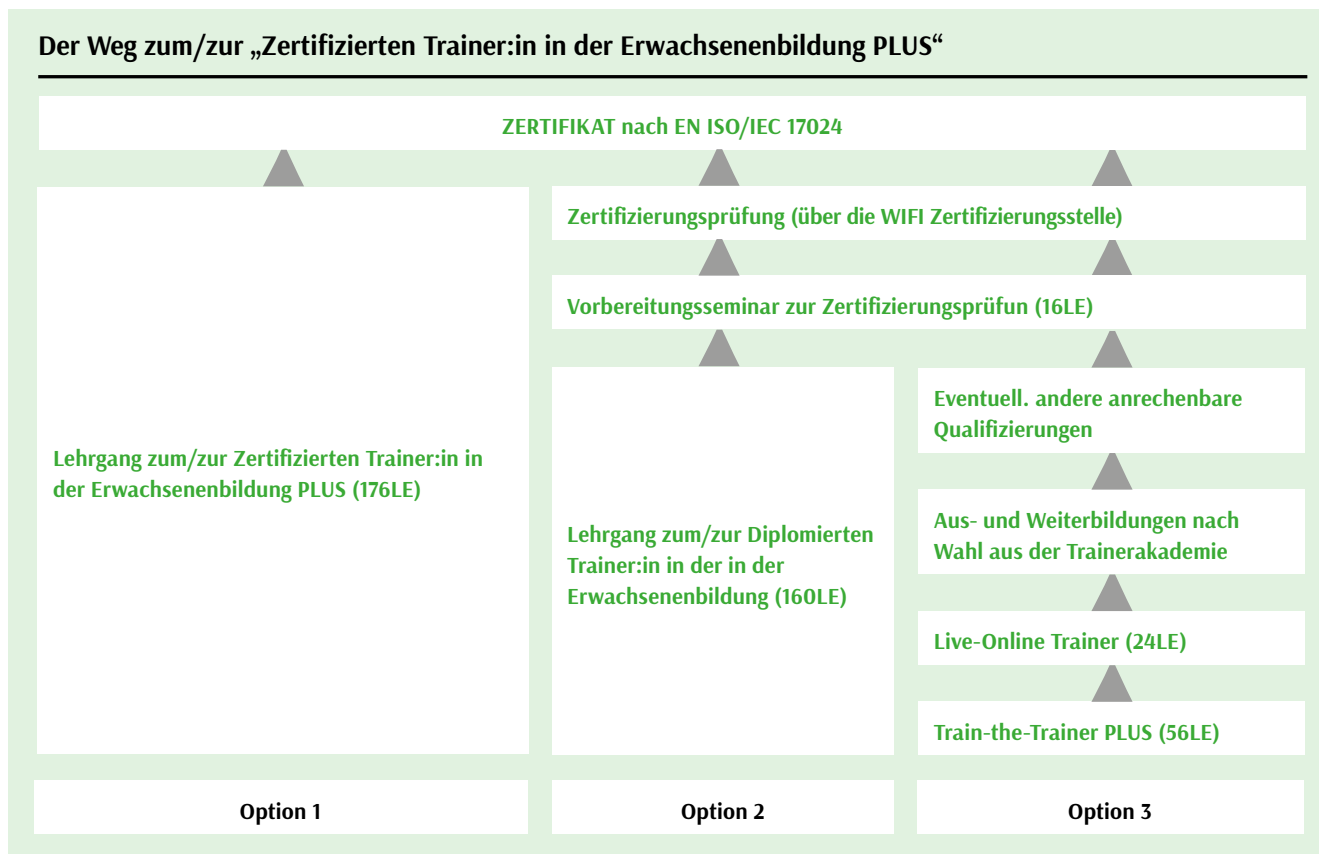 Der Weg zum/zur „Zertifizierten Trainer:in in der Erwachsenenbildung PLUS“
ZERTIFIKAT nach EN ISO/IEC 17024
Zertifizierungsprüfung (über die WIFI Zertifizierungsstelle)
Vorbereitungsseminar zur Zertifizierungsprüfun (16LE)
Lehrgang zum/zur Zertifizierten Trainer:in in
der Erwachsenenbildung PLUS (176LE)
Lehrgang zum/zur Diplomierten
Trainer:in in der in der
Erwachsenenbildung (160LE)
Eventuell. andere anrechenbare
Qualifizierungen
Aus- und Weiterbildungen nach
Wahl aus der Trainerakademie
Live-Online Trainer (24LE)
Train-the-Trainer PLUS (56LE)
Option 1
Option 2
Option 3